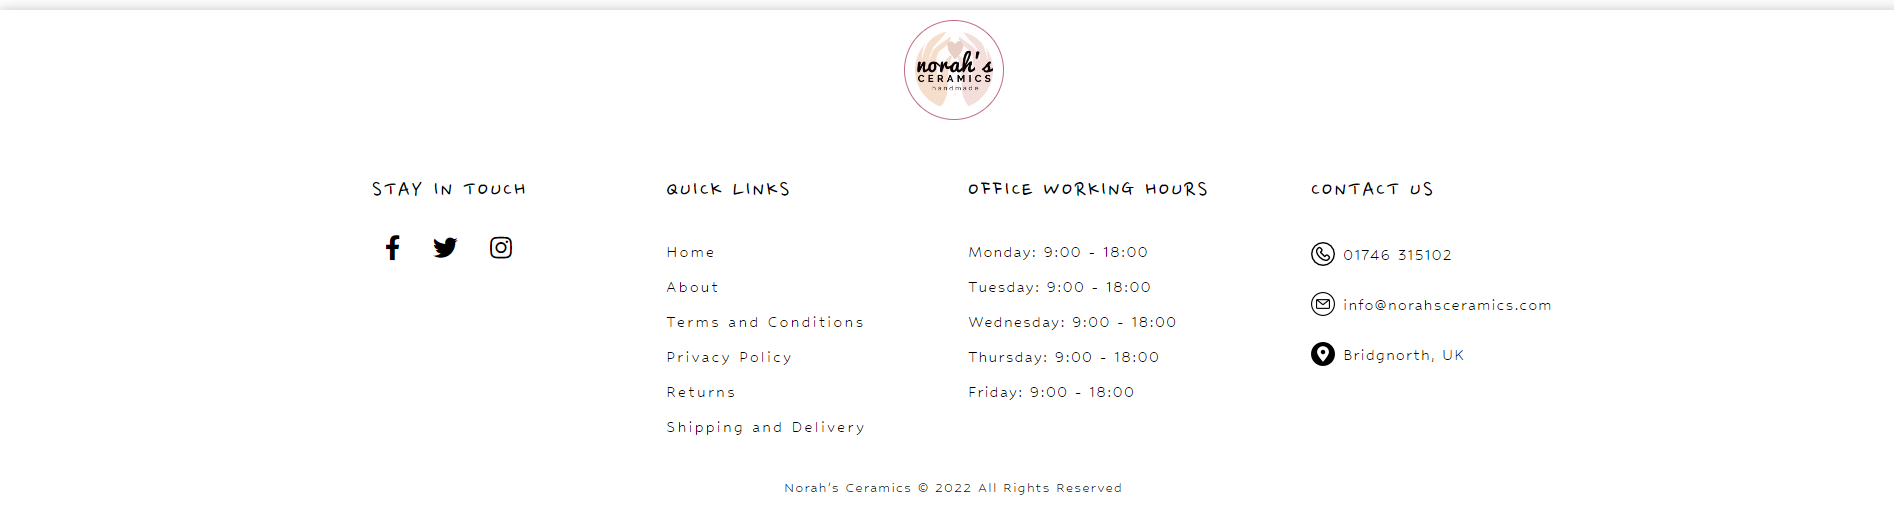 norah's
CERAMICS
handmade
STAY IN TOUCH
QUICK LINKS
Home
About
Terms and Conditions
Privacy Policy
Returns
Shipping and Delivery
OFFICE WORKING HOURS
Monday: 9:00 - 18:00
Tuesday: 9:00 - 18:00
Wednesday: 9:00 - 18:00
Thursday: 9:00 - 18:00
Friday: 9:00 - 18:00
CONTACT US
01746 315102
info@norahsceramics.com
Bridgnorth, UK
Norah's Ceramics © 2022 All Rights Reserved